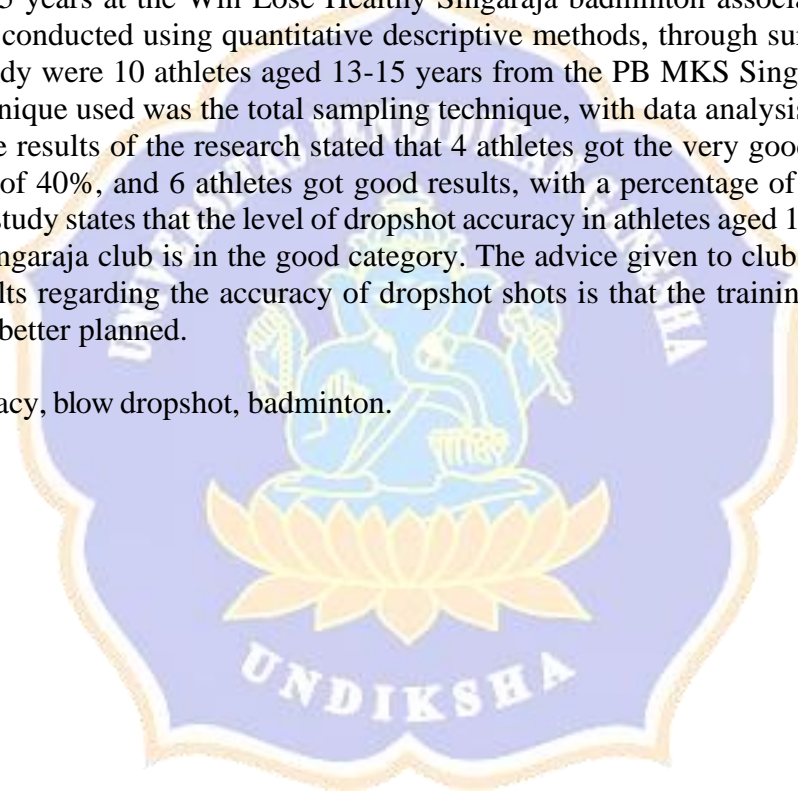 5 years at the Win Lose Healthy Singaraja badminton associa
conducted using quantitative descriptive methods, through su
dy were 10 athletes aged 13-15 years from the PB MKS Sing
nique used was the total sampling technique, with data analysis
e results of the research stated that 4 athletes got the very goo
of 40%, and 6 athletes got good results, with a percentage of
study states that the level of dropshot accuracy in athletes aged 1
ngaraja club is in the good category. The advice given to club
lts regarding the accuracy of dropshot shots is that the trainin
better planned.
acy, blow dropshot, badminton.
UNIVERSITAS PENDIDIKAN GANESHA
UNDIKSHA